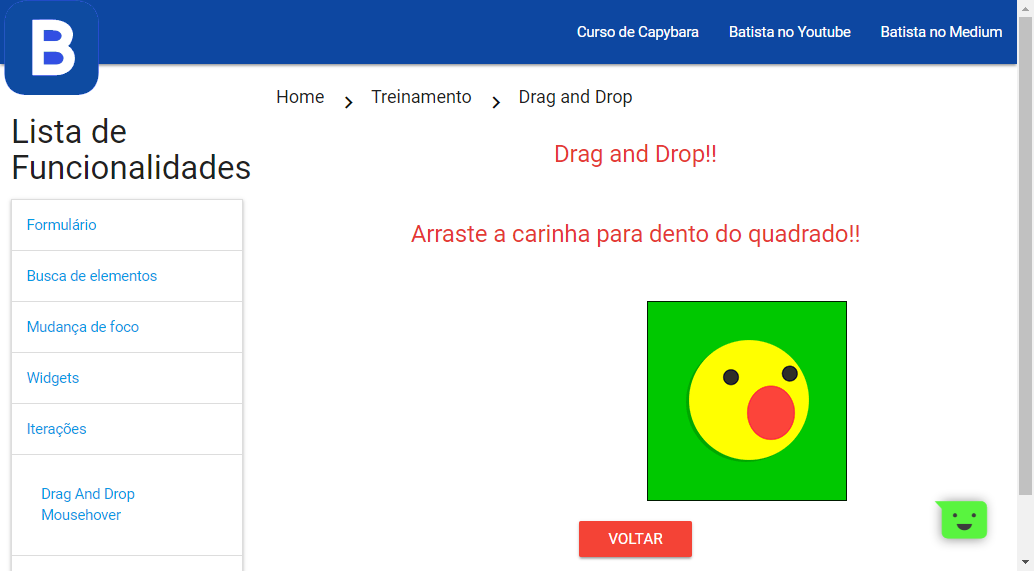 B
Curso de Capybara
Batista no Youtube
Batista no Medium
Home
Treinamento
Drag and Drop
Lista de
Funcionalidades
Drag and Drop!!
Formulário
Arraste a carinha para dento do quadrado!!
Busca de elementos
Mudança de foco
Widgets
Iterações
Drag And Drop
Mousehover
VOLTAR